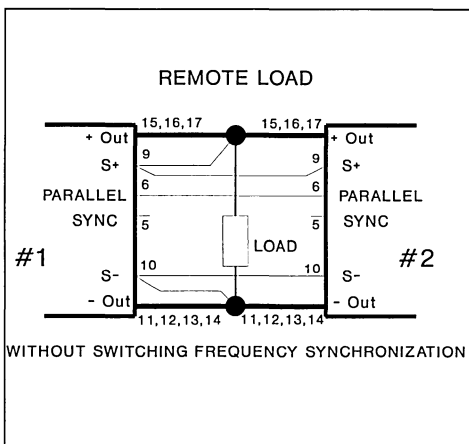 REMOTE LOAD
15,16,17 15,16,17
+ Out + Out
9 9
S+ S+
6 6
PARALLEL PARALLEL
SYNC SYNC
5 5
LOAD
#1 #2
10 10
S- S-
- Out - Out
11,12,13,14 11,12,13,14
WITHOUT SWITCHING FREQUENCY SYNCHRONIZATION